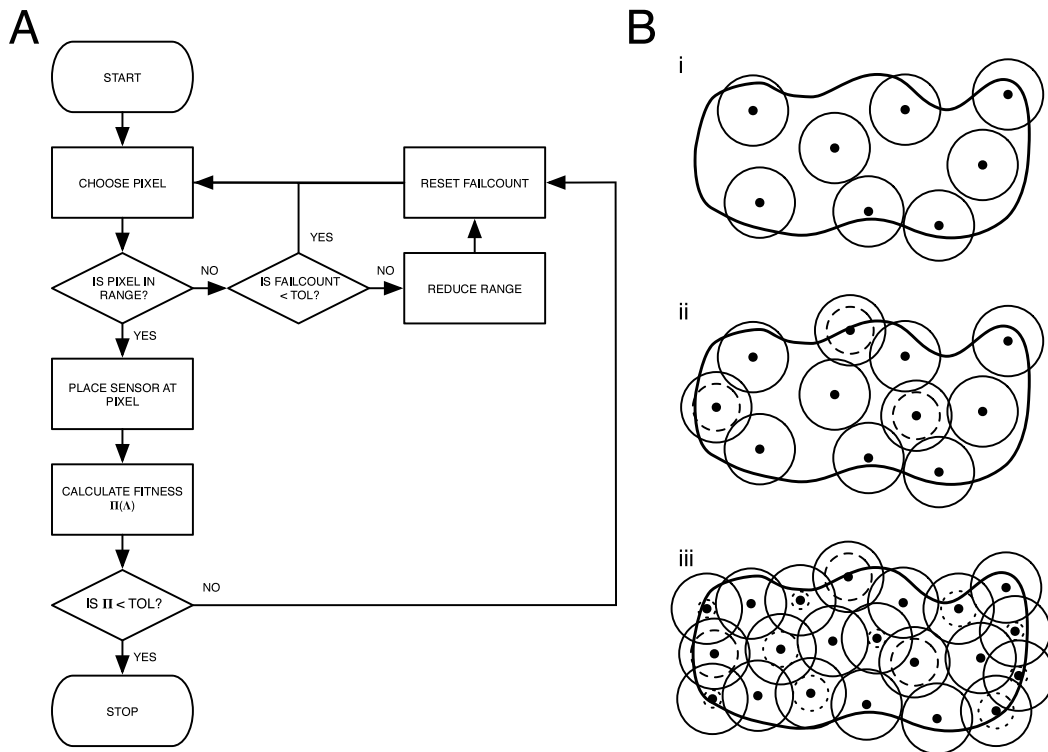 A
START
CHOOSE PIXEL
RESET FAILCOUNT
YES
IS PIXEL IN
RANGE?
NO
IS FAILCOUNT
< TOL?
NO
REDUCE RANGE
YES
PLACE SENSOR AT
PIXEL
CALCULATE FITNESS
Π(Λ)
IS Π < TOL?
NO
YES
STOP
B
i
ii
iii